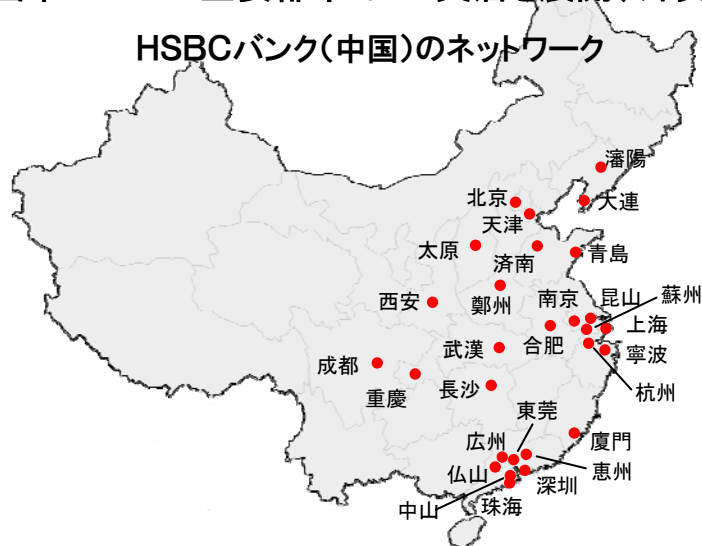 HSBCバンク(中国)のネットワーク
瀋陽
北京
大連
天津
太原
済南
青島
西安
鄭州
南京
昆山
蘇州
上海
合肥
寧波
武漢
成都
杭州
重慶
長沙
東莞
広州
廈門
仏山
恵州
深圳
中山
珠海